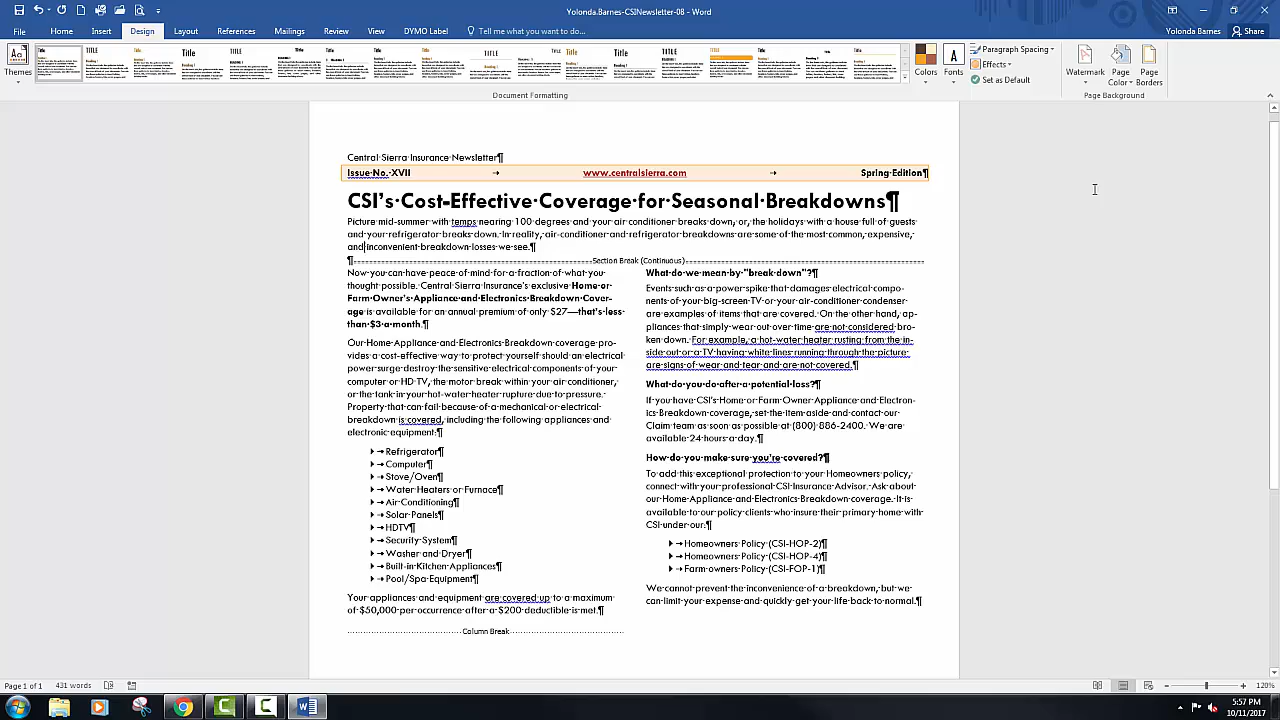 Yolonda.Barnes-CSINewsletter-08 - Word
File Home Insert Design Layout References Mailings Review View DYMO Label Tell me what you want to do... Yolonda Barnes Share
Themes
Colors
Fonts
Paragraph Spacing
Effects
Set as Default
Watermark
Page Color
Page Borders
Document Formatting
Page Background
Central·Sierra·Insurance·Newsletter¶
Issue·No.·XVII → www.centralsierra.com → Spring·Edition¶
CSI's·Cost-Effective·Coverage·for·Seasonal·Breakdowns¶
Picture·mid-summer·with·temps·nearing·100·degrees·and·your·air·conditioner·breaks·down,·or,·the·holidays·with·a·house·full·of·guests·
and·your·refrigerator·breaks·down.·In·reality,·air·conditioner·and·refrigerator·breakdowns·are·some·of·the·most·common,·expensive,·
and·inconvenient·breakdown·losses·we·see.¶
¶ Section Break (Continuous)
Now·you·can·have·peace·of·mind·for·a·fraction·of·what·you·
thought·possible.·Central·Sierra·Insurance's·exclusive·Home·or·
Farm·Owner's·Appliance·and·Electronics·Breakdown·Cover-
age·is·available·for·an·annual·premium·of·only·$27—that's·less·
than·$3·a·month.¶
Our·Home·Appliance·and·Electronics·Breakdown·coverage·pro-
vides·a·cost-effective·way·to·protect·yourself·should·an·electrical·
power·surge·destroy·the·sensitive·electrical·components·of·your·
computer·or·HD·TV,·the·motor·break·within·your·air·conditioner,·
or·the·tank·in·your·hot·water·heater·rupture·due·to·pressure.·
Property·that·can·fail·because·of·a·mechanical·or·electrical·
breakdown·is·covered,·including·the·following·appliances·and·
electronic·equipment:¶
→Refrigerator¶
→Computer¶
→Stove/Oven¶
→Water·Heaters·or·Furnace¶
→Air·Conditioning¶
→Solar·Panels¶
→HDTV¶
→Security·System¶
→Washer·and·Dryer¶
→Built-in·Kitchen·Appliances¶
→Pool/Spa·Equipment¶
Your·appliances·and·equipment·are·covered·up·to·a·maximum·
of·$50,000·per·occurrence·after·a·$200·deductible·is·met.¶
Column Break
What·do·we·mean·by·"break·down"?¶
Events·such·as·a·power·spike·that·damages·electrical·compo-
nents·of·your·big-screen·TV·or·your·air·conditioner·condenser·
are·examples·of·items·that·are·covered.·On·the·other·hand,·ap-
pliances·that·simply·wear·out·over·time·are·not·considered·bro-
ken·down.·For·example,·a·hot·water·heater·rusting·from·the·in-
side·out·or·a·TV·having·white·lines·running·through·the·picture·
are·signs·of·wear·and·tear·and·are·not·covered.¶
What·do·you·do·after·a·potential·loss?¶
If·you·have·CSI's·Home·or·Farm·Owner·Appliance·and·Electron-
ics·Breakdown·coverage,·set·the·item·aside·and·contact·our·
Claim·team·as·soon·as·possible·at·(800)·886-2400.·We·are·
available·24·hours·a·day.¶
How·do·you·make·sure·you're·covered?¶
To·add·this·exceptional·protection·to·your·Homeowners·policy,·
connect·with·your·professional·CSI·Insurance·Advisor.·Ask·about·
our·Home·Appliance·and·Electronics·Breakdown·coverage.·It·is·
available·to·our·policy·clients·who·insure·their·primary·home·with·
CSI·under·our:¶
→Homeowners·Policy·(CSI-HOP-2)¶
→Homeowners·Policy·(CSI-HOP-4)¶
→Farm·owners·Policy·(CSI-FOP-1)¶
We·cannot·prevent·the·inconvenience·of·a·breakdown,·but·we·
can·limit·your·expense·and·quickly·get·your·life·back·to·normal.¶
Page 1 of 1 431 words 120%
5:57 PM
10/11/2017